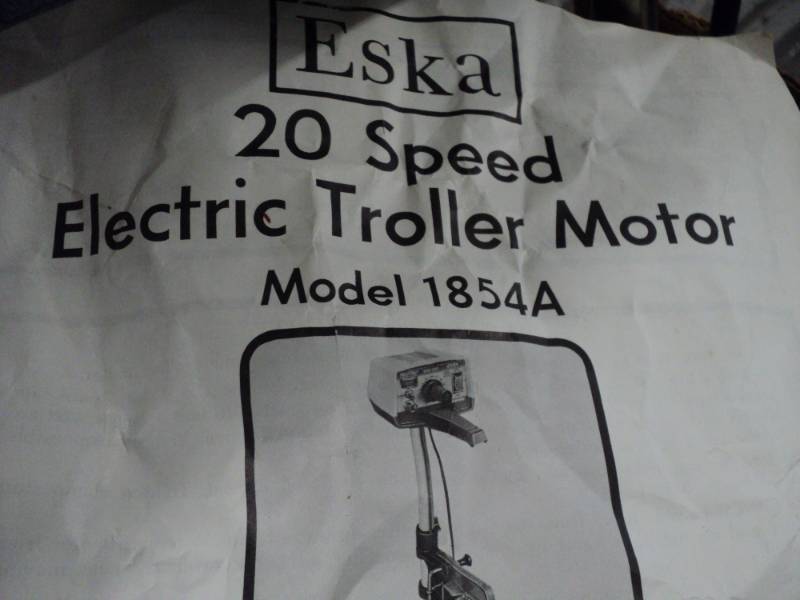 Eska
20 Speed
Electric Troller Motor
Model 1854A